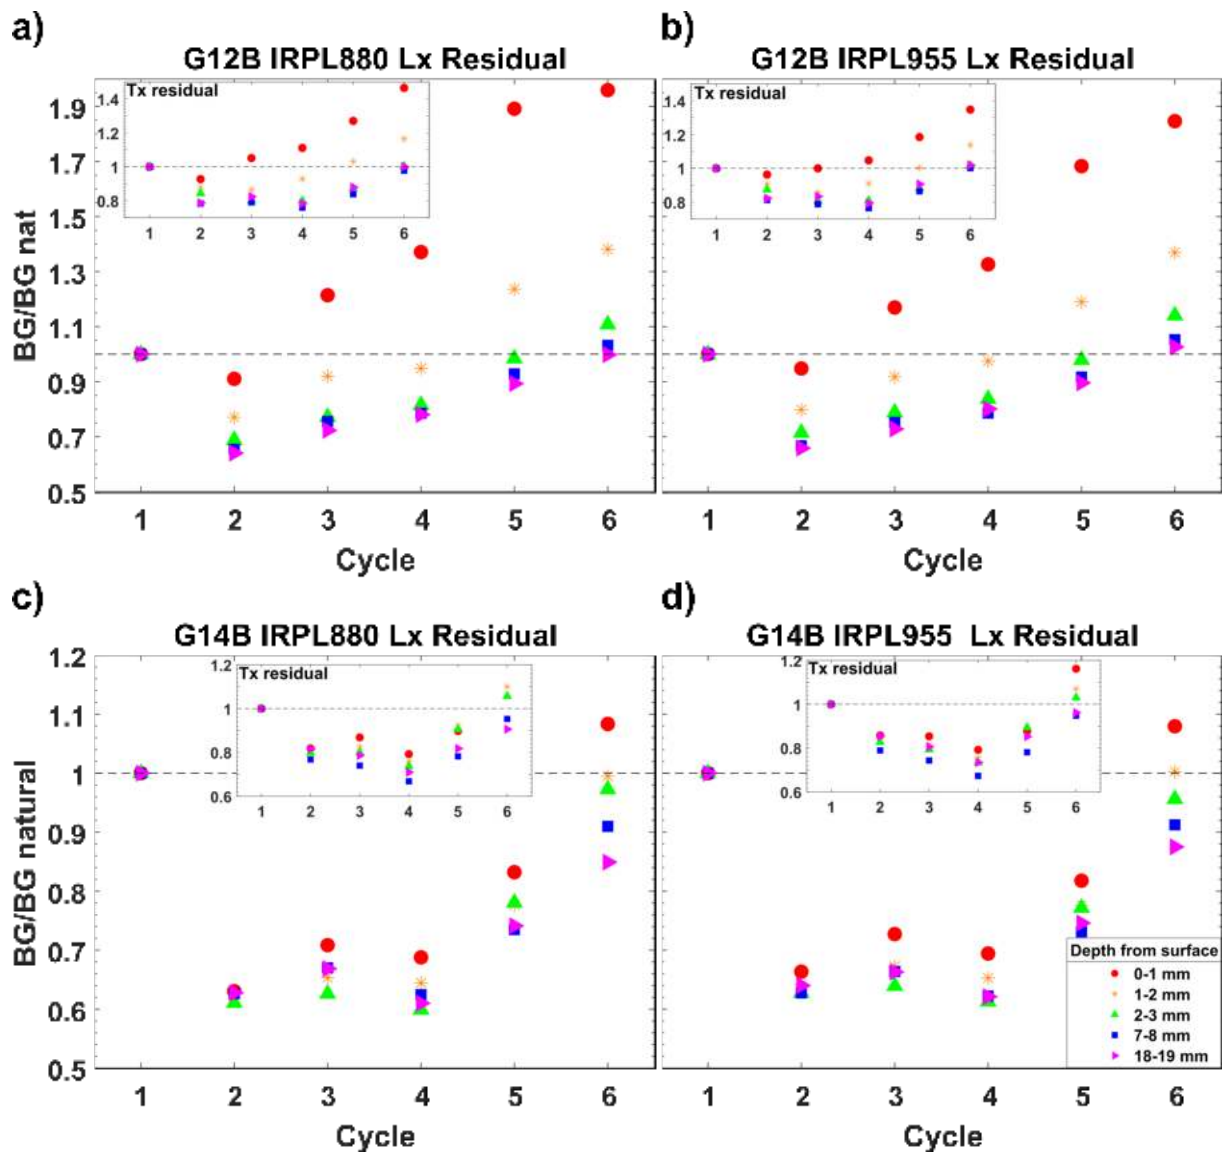 a)
G12B IRPL880 Lx Residual
BG/BG nat
1.9
1.7
1.5
1.3
1.1
0.9
0.7
0.5
Tx residual
1.4
1.2
1
0.8
1 2 3 4 5 6
1 2 3 4 5 6
Cycle
b)
G12B IRPL955 Lx Residual
Tx residual
1.4
1.2
1
0.8
1 2 3 4 5 6
1 2 3 4 5 6
Cycle
c)
G14B IRPL880 Lx Residual
BG/BG natural
1.2
1.1
1
0.9
0.8
0.7
0.6
0.5
Tx residual
1.2
1
0.8
0.6
1 2 3 4 5 6
1 2 3 4 5 6
Cycle
d)
G14B IRPL955 Lx Residual
Tx residual
1.2
1
0.8
0.6
1 2 3 4 5 6
Depth from surface
0-1 mm
1-2 mm
2-3 mm
7-8 mm
18-19 mm
1 2 3 4 5 6
Cycle